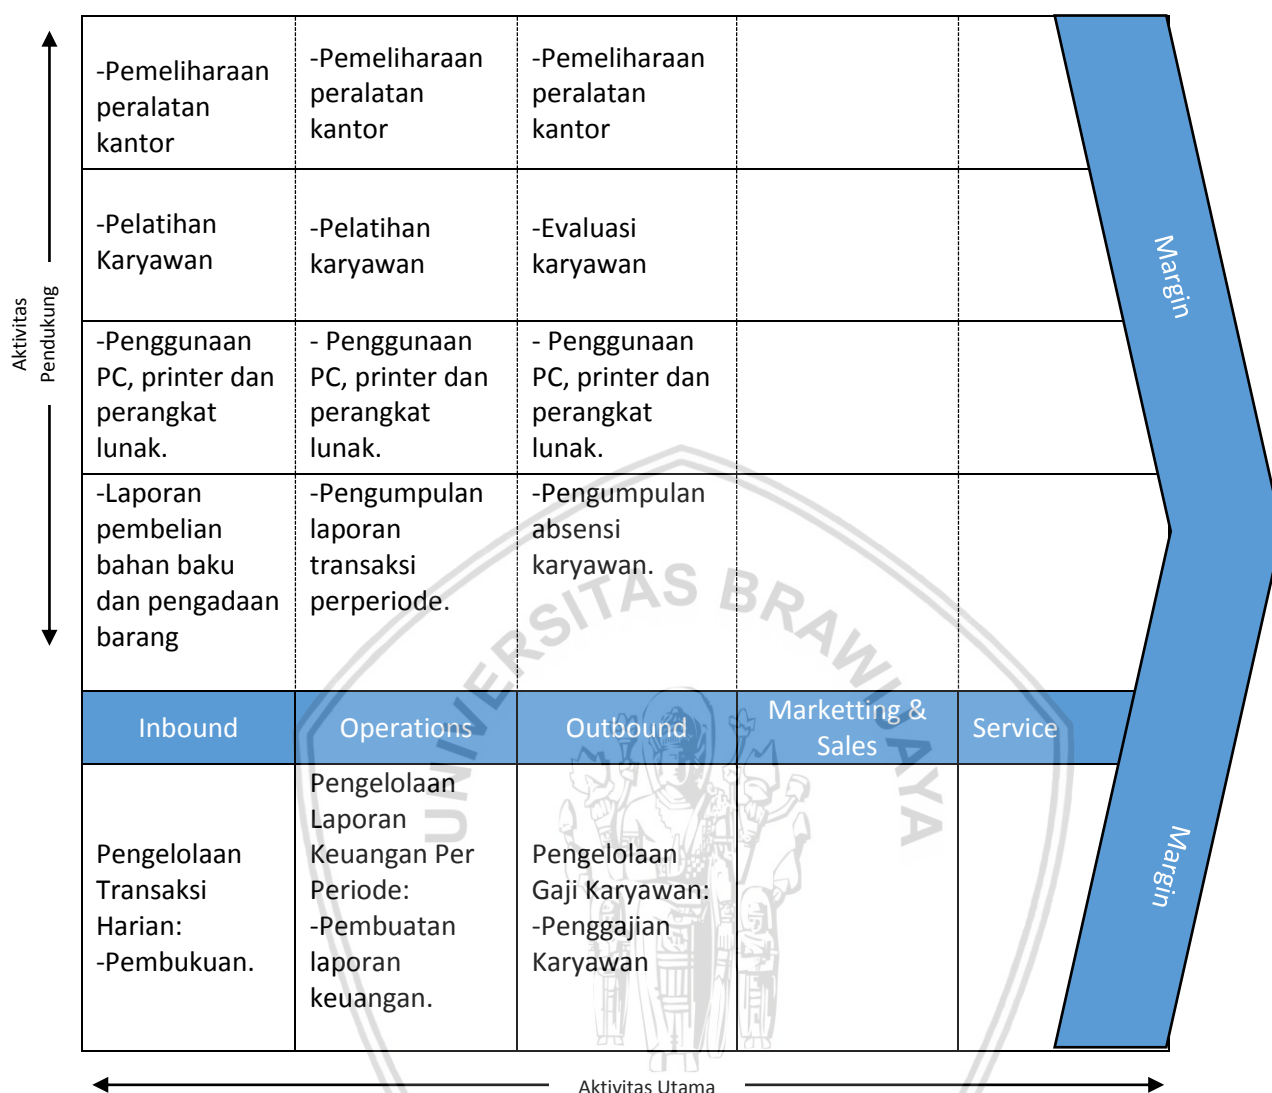 -Pemeliharaan
peralatan
kantor
-Pemeliharaan
peralatan
kantor
-Pemeliharaan
peralatan
kantor
-Pelatihan
Karyawan
-Pelatihan
karyawan
-Evaluasi
karyawan
Margin
Aktivitas
Pendukung
-Penggunaan
PC, printer dan
perangkat
lunak.
- Penggunaan
PC, printer dan
perangkat
lunak.
- Penggunaan
PC, printer dan
perangkat
lunak.
-Laporan
pembelian
bahan baku
dan pengadaan
barang
-Pengumpulan
laporan
transaksi
perperiode.
-Pengumpulan
absensi
karyawan.
UNIVERSITAS BRAWIJAYA
Inbound
Operations
Outbound
Marketting &
Sales
Service
Pengelolaan
Transaksi
Harian:
-Pembukuan.
Pengelolaan
Laporan
Keuangan Per
Periode:
-Pembuatan
laporan
keuangan.
Pengelolaan
Gaji Karyawan:
-Penggajian
Karyawan
Margin
Aktivitas Utama